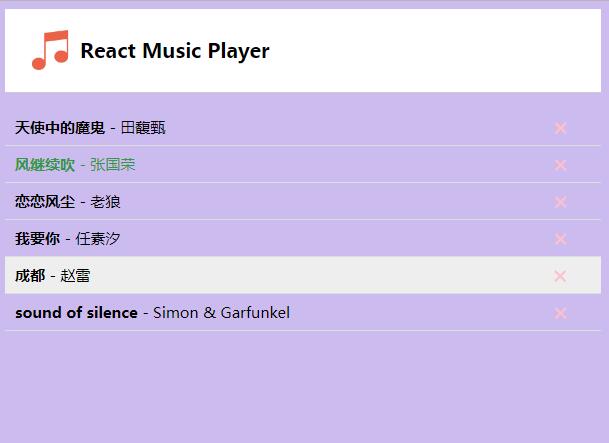 React Music Player
天使中的魔鬼 - 田馥甄
风继续吹 - 张国荣
恋恋风尘 - 老狼
我要你 - 任素汐
成都 - 赵雷
sound of silence - Simon & Garfunkel